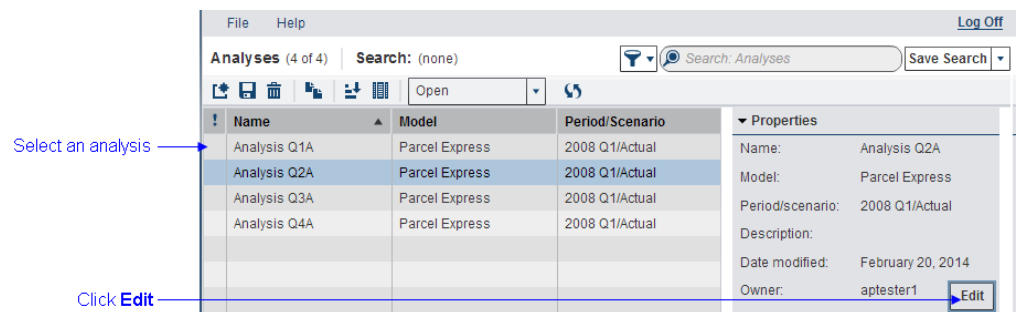 File Help Log Off
Analyses (4 of 4) Search: (none) Search: Analyses Save Search
Open
! Name Model Period/Scenario Properties
Select an analysis Analysis Q1A Parcel Express 2008 Q1/Actual Name: Analysis Q2A
Analysis Q2A Parcel Express 2008 Q1/Actual Model: Parcel Express
Analysis Q3A Parcel Express 2008 Q1/Actual Period/scenario: 2008 Q1/Actual
Analysis Q4A Parcel Express 2008 Q1/Actual Description:
Date modified: February 20, 2014
Click Edit Owner: aptester1 Edit